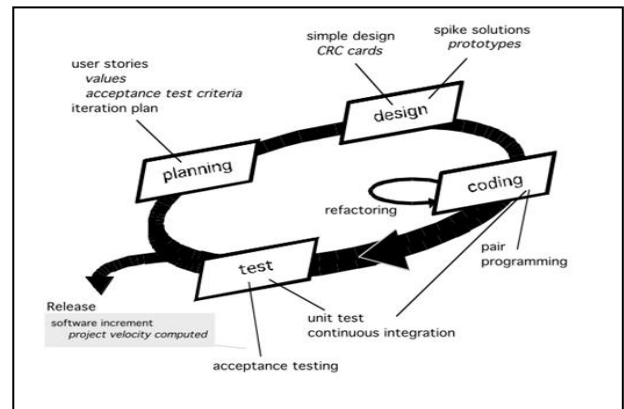 spike solutions
prototypes
simple design
CRC cards
user stories
values
acceptance test criteria
iteration plan
design
planning
coding
refactoring
pair
programming
test
unit test
continuous integration
Release
software increment
project velocity computed
acceptance testing